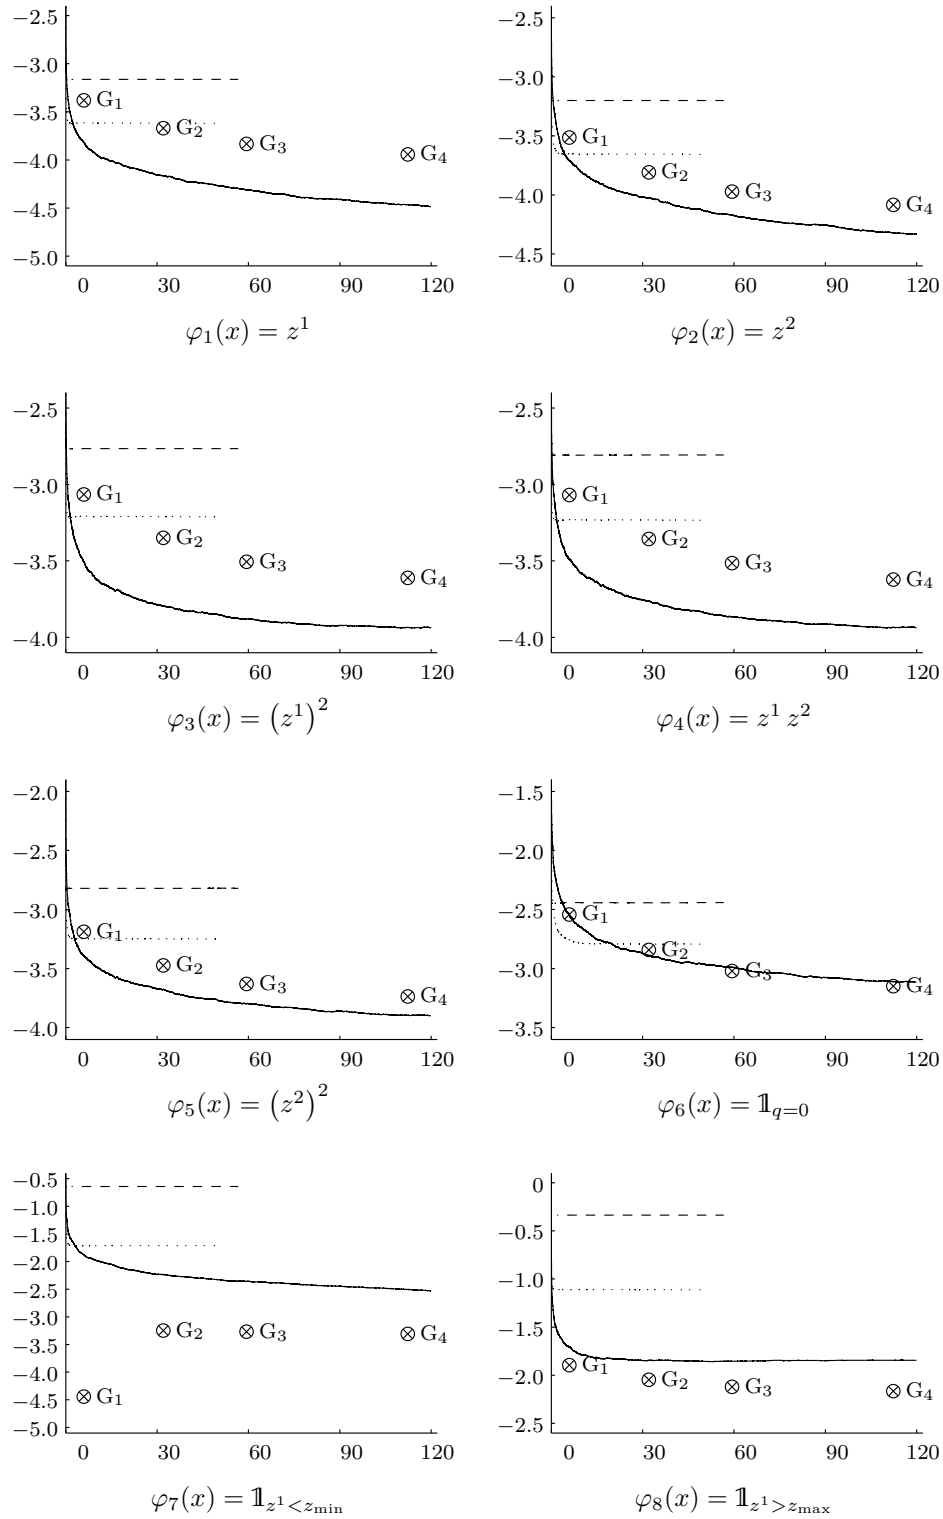 −2.5
−3.0
−3.5
−4.0
−4.5
−5.0
G₁
G₂
G₃
G₄
0 30 60 90 120
φ₁(x) = z¹
−2.5
−3.0
−3.5
−4.0
−4.5
G₁
G₂
G₃
G₄
0 30 60 90 120
φ₂(x) = z²
−2.5
−3.0
−3.5
−4.0
G₁
G₂
G₃
G₄
0 30 60 90 120
φ₃(x) = (z¹)²
−2.5
−3.0
−3.5
−4.0
G₁
G₂
G₃
G₄
0 30 60 90 120
φ₄(x) = z¹ z²
−2.0
−2.5
−3.0
−3.5
−4.0
G₁
G₂
G₃
G₄
0 30 60 90 120
φ₅(x) = (z²)²
−1.5
−2.0
−2.5
−3.0
−3.5
G₁
G₂
G₃
G₄
0 30 60 90 120
φ₆(x) = 𝟙_{q=0}
−0.5
−1.0
−1.5
−2.0
−2.5
−3.0
−3.5
−4.0
−4.5
−5.0
G₁
G₂
G₃
G₄
0 30 60 90 120
φ₇(x) = 𝟙_{z¹<z_min}
0
−0.5
−1.0
−1.5
−2.0
−2.5
G₁
G₂
G₃
G₄
0 30 60 90 120
φ₈(x) = 𝟙_{z¹>z_max}